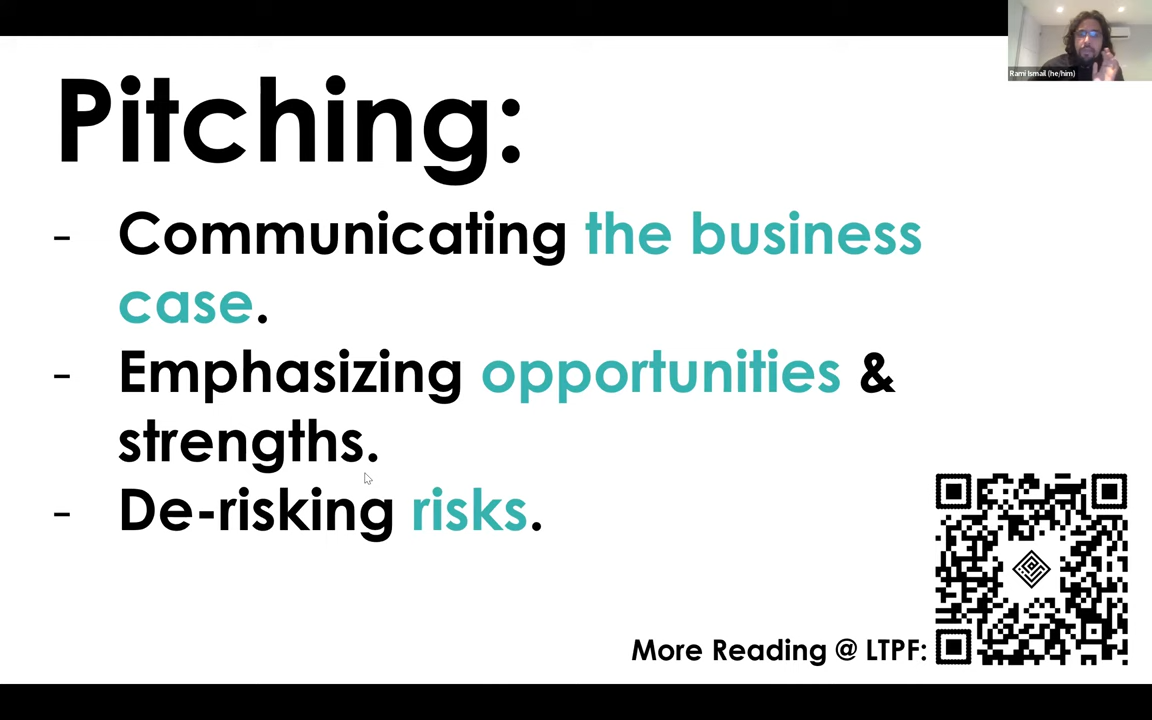 Rami Ismail (he/him)
Pitching:
- Communicating the business
case.
- Emphasizing opportunities &
strengths.
- De-risking risks.
More Reading @ LTPF: